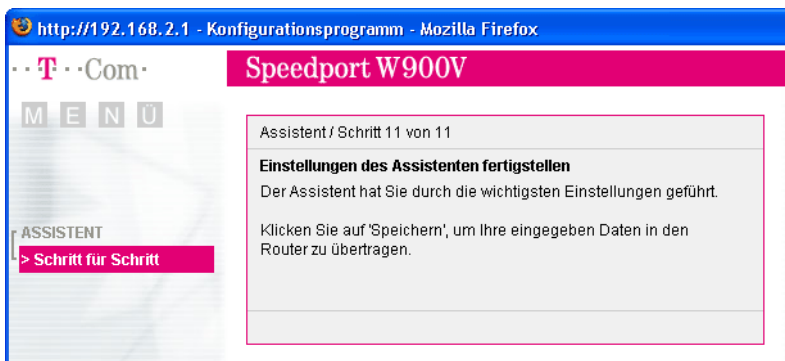 http://192.168.2.1 - Konfigurationsprogramm - Mozilla Firefox
··T··Com·
Speedport W900V
MENÜ
Assistent / Schritt 11 von 11
Einstellungen des Assistenten fertigstellen
Der Assistent hat Sie durch die wichtigsten Einstellungen geführt.
Klicken Sie auf 'Speichern', um Ihre eingegeben Daten in den
Router zu übertragen.
ASSISTENT
> Schritt für Schritt